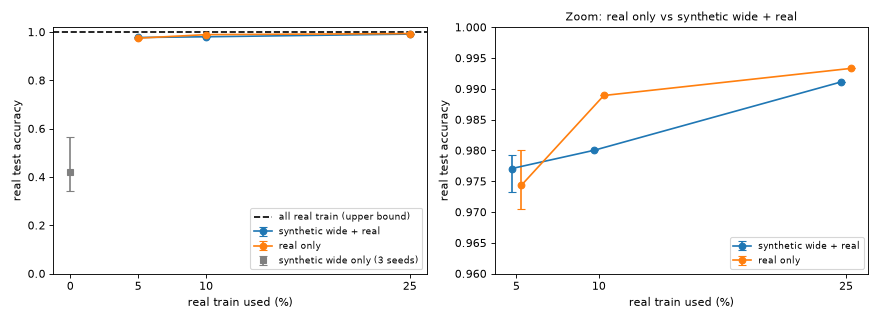 1.0
0.8
0.6
0.4
0.2
0.0
real test accuracy
0
5
10
25
real train used (%)
all real train (upper bound)
synthetic wide + real
real only
synthetic wide only (3 seeds)
Zoom: real only vs synthetic wide + real
1.000
0.995
0.990
0.985
0.980
0.975
0.970
0.965
0.960
real test accuracy
5
10
25
real train used (%)
synthetic wide + real
real only